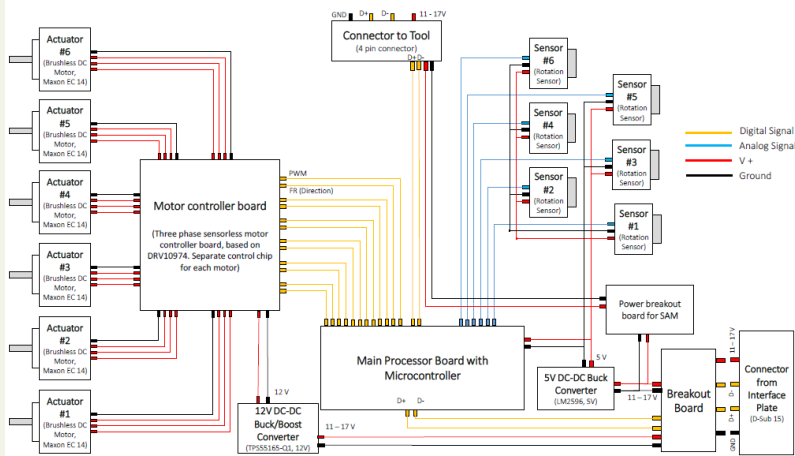 GND
D+
D-
11 - 17V
Connector to Tool
(4 pin connector)
D+ D-
Actuator
#6
(Brushless DC
Motor,
Maxon EC 14)
Actuator
#5
(Brushless DC
Motor,
Maxon EC 14)
Actuator
#4
(Brushless DC
Motor,
Maxon EC 14)
Actuator
#3
(Brushless DC
Motor,
Maxon EC 14)
Actuator
#2
(Brushless DC
Motor,
Maxon EC 14)
Actuator
#1
(Brushless DC
Motor,
Maxon EC 14)
Motor controller board
(Three phase sensorless motor
controller board, based on
DRV10974. Separate control chip
for each motor)
PWM
FR (Direction)
Sensor
#6
(Rotation
Sensor)
Sensor
#5
(Rotation
Sensor)
Sensor
#4
(Rotation
Sensor)
Sensor
#3
(Rotation
Sensor)
Sensor
#2
(Rotation
Sensor)
Sensor
#1
(Rotation
Sensor)
Digital Signal
Analog Signal
V +
Ground
Power breakout
board for SAM
Main Processor Board with
Microcontroller
D+ D-
5 V
5V DC-DC Buck
Converter
(LM2596, 5V)
11 – 17 V
12 V
12V DC-DC
Buck/Boost
Converter
(TPS55165-Q1, 12V)
11 – 17 V
Breakout
Board
11 – 17V
D-
D+
GND
Connector
from
Interface
Plate
(D-Sub 15)